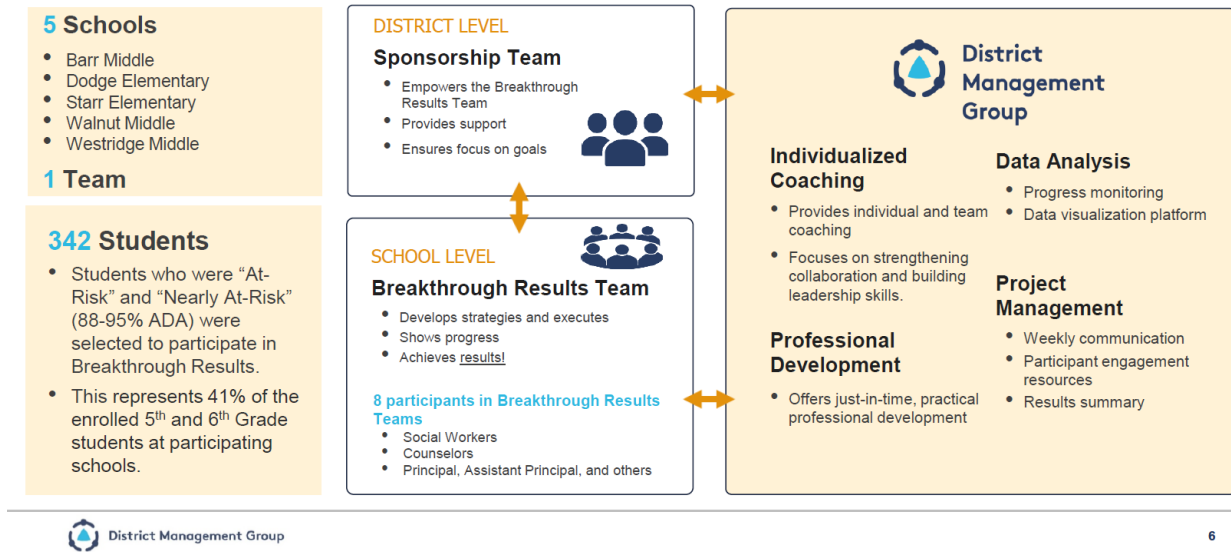 5 Schools
• Barr Middle
• Dodge Elementary
• Starr Elementary
• Walnut Middle
• Westridge Middle
1 Team
342 Students
• Students who were “At-
Risk” and “Nearly At-Risk”
(88-95% ADA) were
selected to participate in
Breakthrough Results.
• This represents 41% of the
enrolled 5th and 6th Grade
students at participating
schools.
DISTRICT LEVEL
Sponsorship Team
• Empowers the Breakthrough
Results Team
• Provides support
• Ensures focus on goals
SCHOOL LEVEL
Breakthrough Results Team
• Develops strategies and executes
• Shows progress
• Achieves results!
8 participants in Breakthrough Results
Teams
• Social Workers
• Counselors
• Principal, Assistant Principal, and others
District
Management
Group
Individualized
Coaching
• Provides individual and team
coaching
• Focuses on strengthening
collaboration and building
leadership skills.
Professional
Development
• Offers just-in-time, practical
professional development
Data Analysis
• Progress monitoring
• Data visualization platform
Project
Management
• Weekly communication
• Participant engagement
resources
• Results summary
District Management Group
6